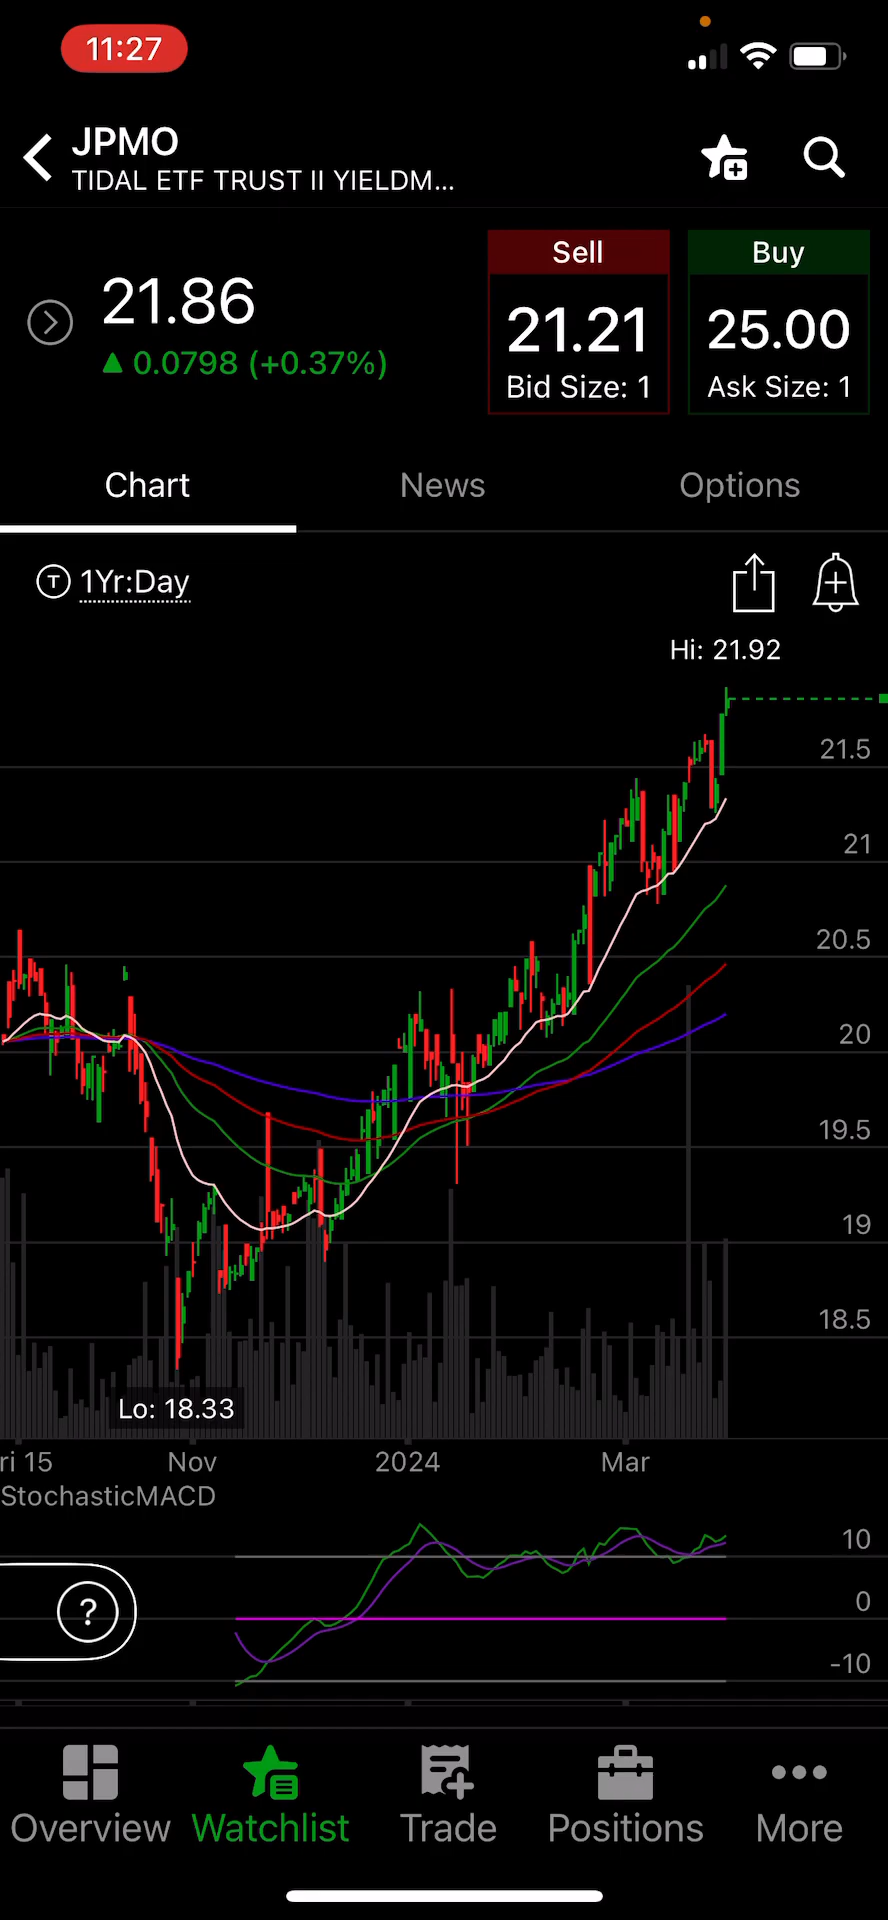 11:27
JPMO
TIDAL ETF TRUST II YIELDM...
21.86
0.0798 (+0.37%)
Sell
21.21
Bid Size: 1
Buy
25.00
Ask Size: 1
Chart
News
Options
T 1Yr:Day
Hi: 21.92
21.5
21
20.5
20
19.5
19
18.5
Lo: 18.33
ri 15
Nov
2024
Mar
StochasticMACD
10
0
-10
?
Overview
Watchlist
Trade
Positions
More